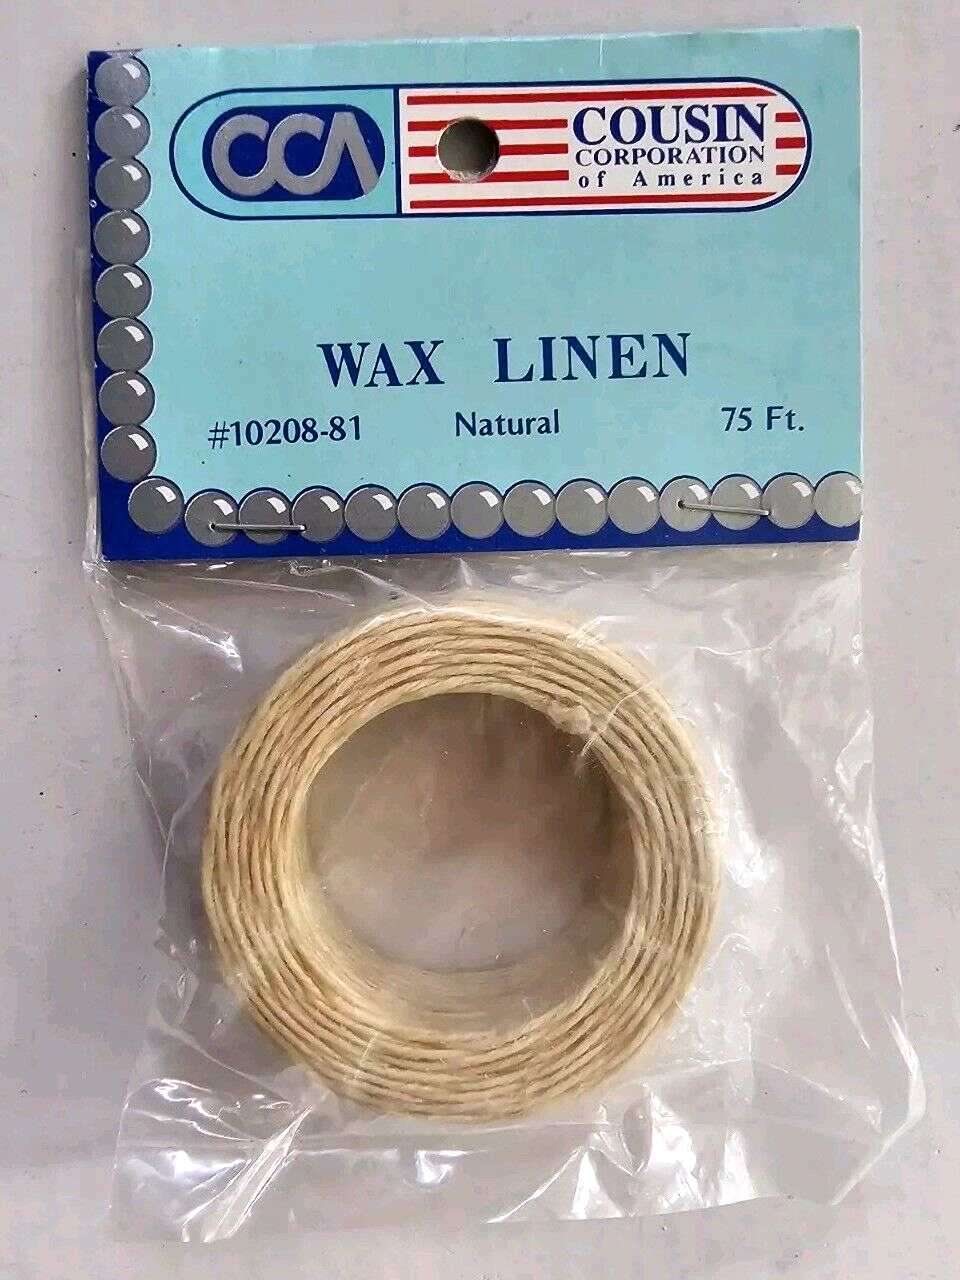 CCA
COUSIN
CORPORATION
of America
WAX LINEN
#10208-81 Natural 75 Ft.